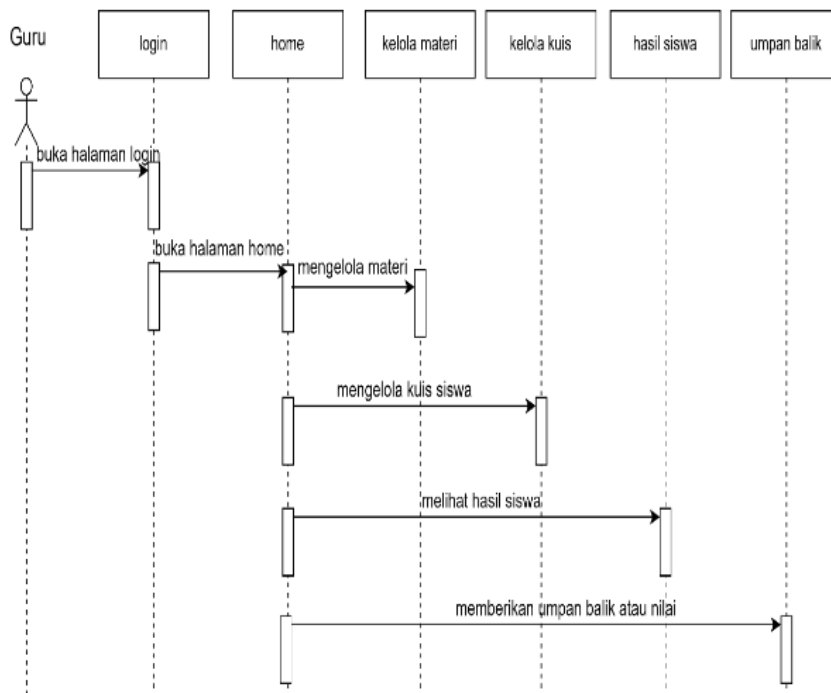 Guru
login
home
kelola materi
kelola kuis
hasil siswa
umpan balik
buka halaman login
buka halaman home
mengelola materi
mengelola kuis siswa
melihat hasil siswa
memberikan umpan balik atau nilai